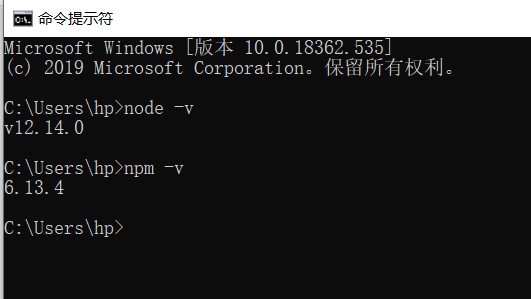 命令提示符
Microsoft Windows [版本 10.0.18362.535]
(c) 2019 Microsoft Corporation。保留所有权利。
C:\Users\hp>node -v
v12.14.0
C:\Users\hp>npm -v
6.13.4
C:\Users\hp>